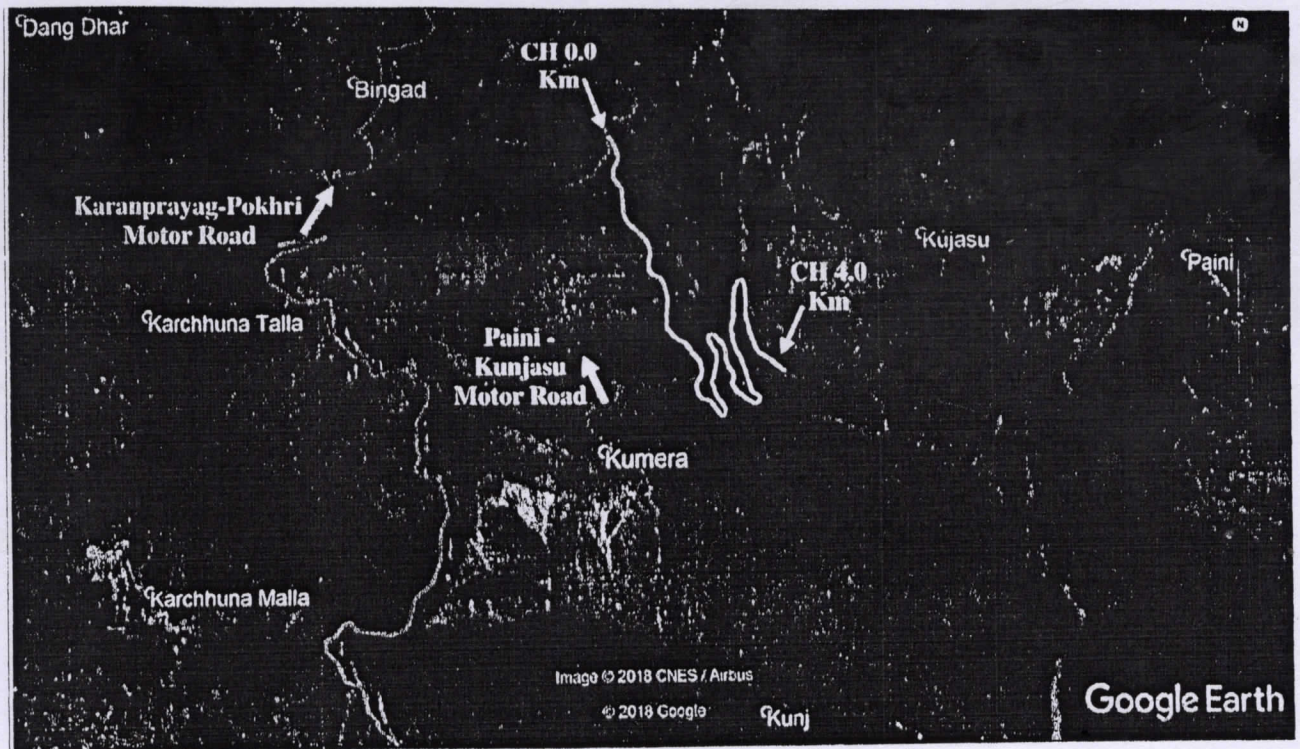 Dang Dhar
N
CH 0.0
Km
Bingad
Karanprayag-Pokhri
Motor Road
Kujasu
Paini
CH 4.0
Km
Karchhuna Talla
Paini -
Kunjasu
Motor Road
Kumera
Karchhuna Malla
Image © 2018 CNES / Airbus
© 2018 Google
Kunj
Google Earth